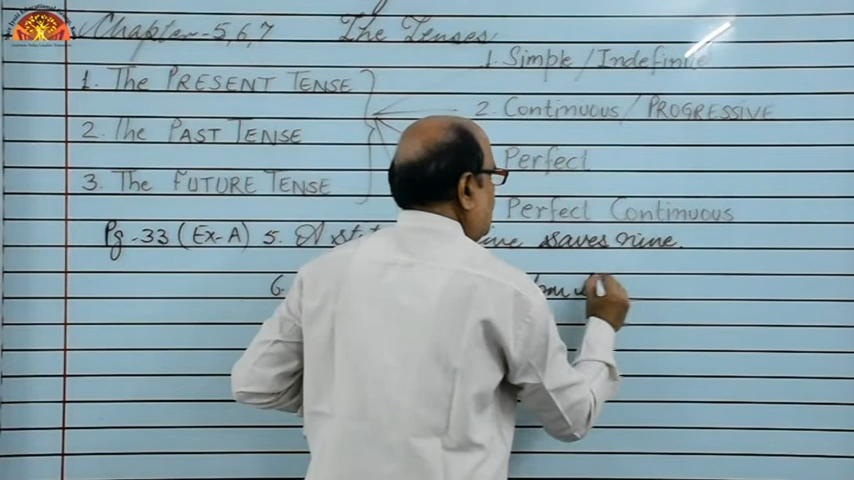 Chapter-5,6,7 The Tenses
1. Simple / Indefinite
1. The PRESENT TENSE
2. Continuous / PROGRESSIVE
2. The PAST TENSE
Perfect
3. The FUTURE TENSE
Perfect Continuous
Pg-33 (Ex-A) 5. A saves nine.
6.